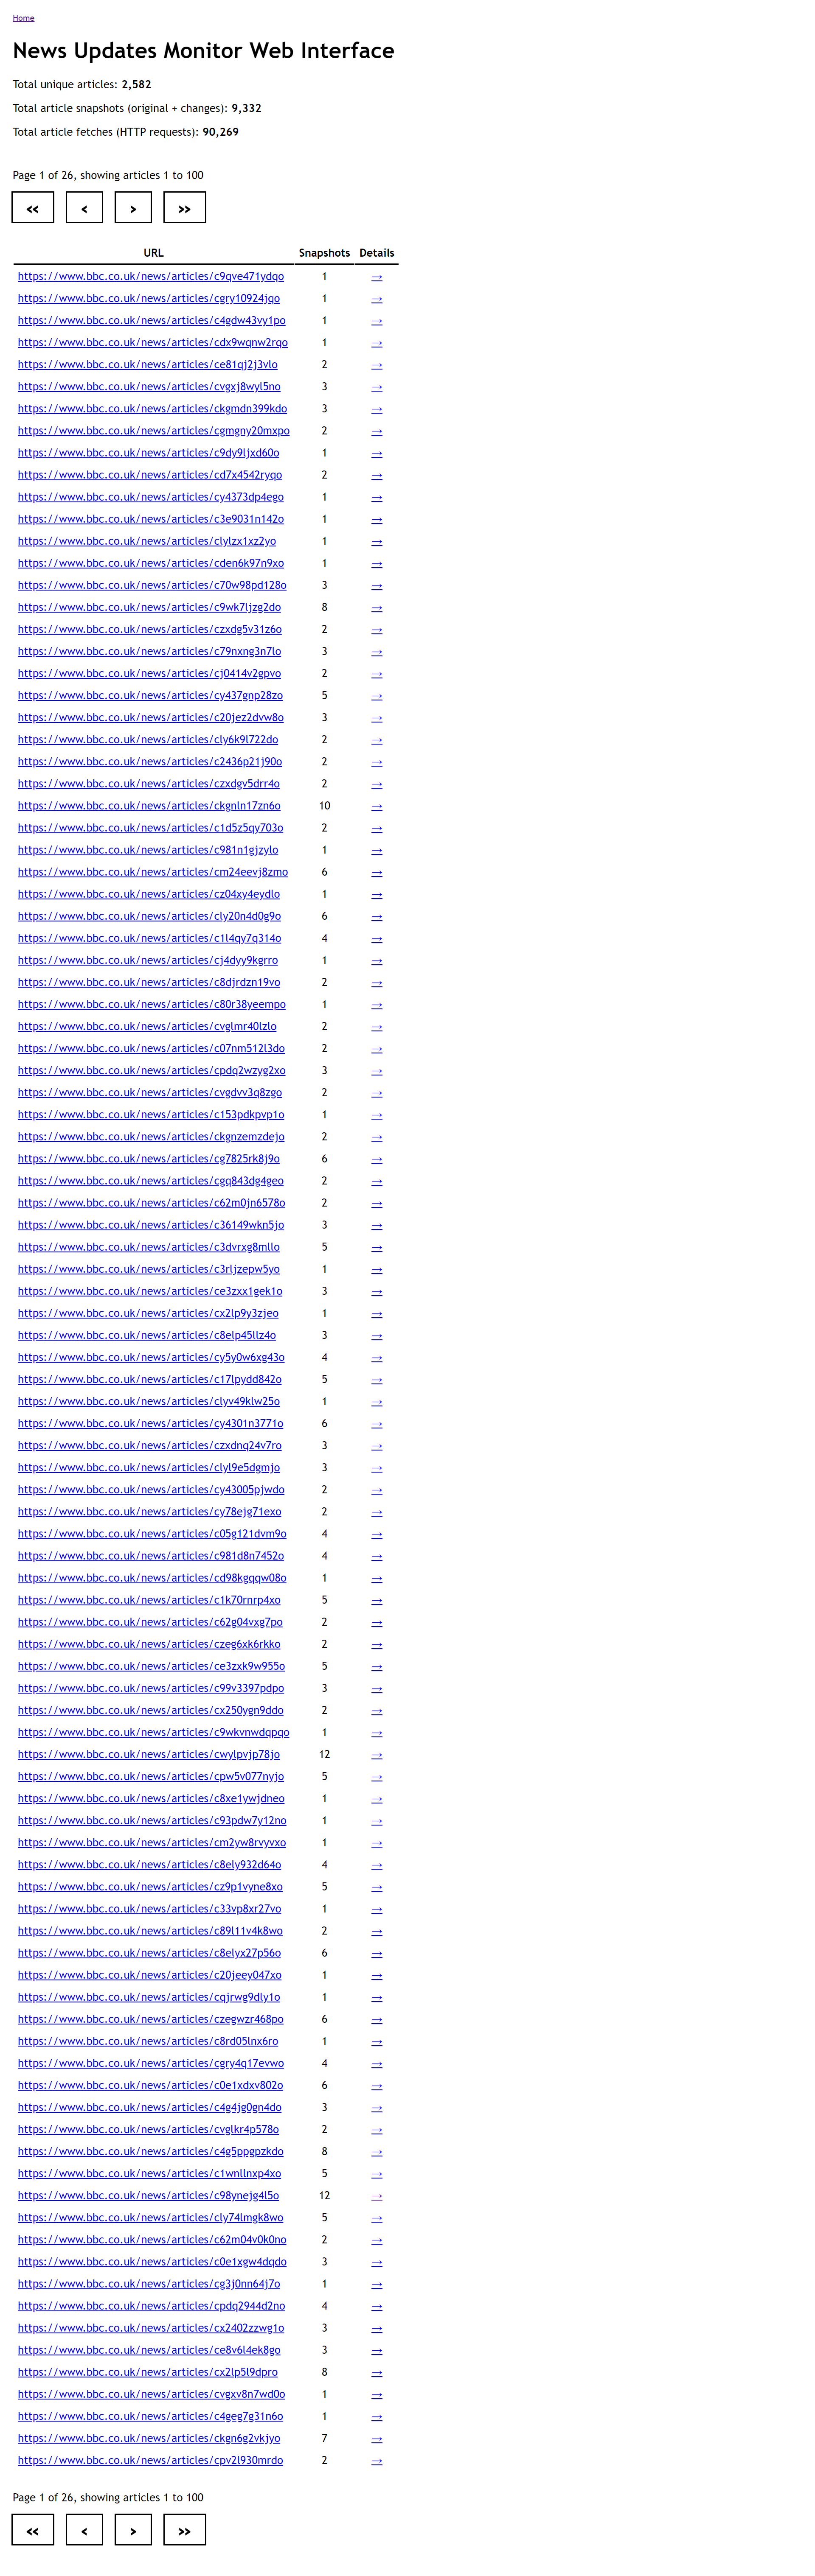 Home
News Updates Monitor Web Interface
Total unique articles: 2,582
Total article snapshots (original + changes): 9,332
Total article fetches (HTTP requests): 90,269
Page 1 of 26, showing articles 1 to 100
« < > »
URL Snapshots Details
https://www.bbc.co.uk/news/articles/c9qve471ydqo 1 →
https://www.bbc.co.uk/news/articles/cgry10924jqo 1 →
https://www.bbc.co.uk/news/articles/c4gdw43vy1po 1 →
https://www.bbc.co.uk/news/articles/cdx9wqnw2rqo 1 →
https://www.bbc.co.uk/news/articles/ce81qj2j3vlo 2 →
https://www.bbc.co.uk/news/articles/cvgxj8wyl5no 3 →
https://www.bbc.co.uk/news/articles/ckgmdn399kdo 3 →
https://www.bbc.co.uk/news/articles/cgmgny20mxpo 2 →
https://www.bbc.co.uk/news/articles/c9dy9ljxd60o 1 →
https://www.bbc.co.uk/news/articles/cd7x4542ryqo 2 →
https://www.bbc.co.uk/news/articles/cy4373dp4ego 1 →
https://www.bbc.co.uk/news/articles/c3e9031n142o 1 →
https://www.bbc.co.uk/news/articles/clylzx1xz2yo 1 →
https://www.bbc.co.uk/news/articles/cden6k97n9xo 1 →
https://www.bbc.co.uk/news/articles/c70w98pd128o 3 →
https://www.bbc.co.uk/news/articles/c9wk7ljzg2do 8 →
https://www.bbc.co.uk/news/articles/czxdg5v31z6o 2 →
https://www.bbc.co.uk/news/articles/c79nxng3n7lo 3 →
https://www.bbc.co.uk/news/articles/cj0414v2gpvo 2 →
https://www.bbc.co.uk/news/articles/cy437gnp28zo 5 →
https://www.bbc.co.uk/news/articles/c20jez2dvw8o 3 →
https://www.bbc.co.uk/news/articles/cly6k9l722do 2 →
https://www.bbc.co.uk/news/articles/c2436p21j90o 2 →
https://www.bbc.co.uk/news/articles/czxdgv5drr4o 2 →
https://www.bbc.co.uk/news/articles/ckgnln17zn6o 10 →
https://www.bbc.co.uk/news/articles/c1d5z5qy703o 2 →
https://www.bbc.co.uk/news/articles/c981n1gjzylo 1 →
https://www.bbc.co.uk/news/articles/cm24eevj8zmo 6 →
https://www.bbc.co.uk/news/articles/cz04xy4eydlo 1 →
https://www.bbc.co.uk/news/articles/cly20n4d0g9o 6 →
https://www.bbc.co.uk/news/articles/c1l4qy7q314o 4 →
https://www.bbc.co.uk/news/articles/cj4dyy9kgrro 1 →
https://www.bbc.co.uk/news/articles/c8djrdzn19vo 2 →
https://www.bbc.co.uk/news/articles/c80r38yeempo 1 →
https://www.bbc.co.uk/news/articles/cvglmr40lzlo 2 →
https://www.bbc.co.uk/news/articles/c07nm512l3do 2 →
https://www.bbc.co.uk/news/articles/cpdq2wzyg2xo 3 →
https://www.bbc.co.uk/news/articles/cvgdvv3q8zgo 2 →
https://www.bbc.co.uk/news/articles/c153pdkpvp1o 1 →
https://www.bbc.co.uk/news/articles/ckgnzemzdejo 2 →
https://www.bbc.co.uk/news/articles/cg7825rk8j9o 6 →
https://www.bbc.co.uk/news/articles/cgq843dg4geo 2 →
https://www.bbc.co.uk/news/articles/c62m0jn6578o 2 →
https://www.bbc.co.uk/news/articles/c36149wkn5jo 3 →
https://www.bbc.co.uk/news/articles/c3dvrxg8mllo 5 →
https://www.bbc.co.uk/news/articles/c3rljzepw5yo 1 →
https://www.bbc.co.uk/news/articles/ce3zxx1gek1o 3 →
https://www.bbc.co.uk/news/articles/cx2lp9y3zjeo 1 →
https://www.bbc.co.uk/news/articles/c8elp45llz4o 3 →
https://www.bbc.co.uk/news/articles/cy5y0w6xg43o 4 →
https://www.bbc.co.uk/news/articles/c17lpydd842o 5 →
https://www.bbc.co.uk/news/articles/clyv49klw25o 1 →
https://www.bbc.co.uk/news/articles/cy4301n3771o 6 →
https://www.bbc.co.uk/news/articles/czxdnq24v7ro 3 →
https://www.bbc.co.uk/news/articles/clyl9e5dgmjo 3 →
https://www.bbc.co.uk/news/articles/cy43005pjwdo 2 →
https://www.bbc.co.uk/news/articles/cy78ejg71exo 2 →
https://www.bbc.co.uk/news/articles/c05g121dvm9o 4 →
https://www.bbc.co.uk/news/articles/c981d8n7452o 4 →
https://www.bbc.co.uk/news/articles/cd98kgqqw08o 1 →
https://www.bbc.co.uk/news/articles/c1k70rnrp4xo 5 →
https://www.bbc.co.uk/news/articles/c62g04vxg7po 2 →
https://www.bbc.co.uk/news/articles/czeg6xk6rkko 2 →
https://www.bbc.co.uk/news/articles/ce3zxk9w955o 5 →
https://www.bbc.co.uk/news/articles/c99v3397pdpo 3 →
https://www.bbc.co.uk/news/articles/cx250ygn9ddo 2 →
https://www.bbc.co.uk/news/articles/c9wkvnwdqpqo 1 →
https://www.bbc.co.uk/news/articles/cwylpvjp78jo 12 →
https://www.bbc.co.uk/news/articles/cpw5v077nyjo 5 →
https://www.bbc.co.uk/news/articles/c8xe1ywjdneo 1 →
https://www.bbc.co.uk/news/articles/c93pdw7y12no 1 →
https://www.bbc.co.uk/news/articles/cm2yw8rvyvxo 1 →
https://www.bbc.co.uk/news/articles/c8ely932d64o 4 →
https://www.bbc.co.uk/news/articles/cz9p1vyne8xo 5 →
https://www.bbc.co.uk/news/articles/c33vp8xr27vo 1 →
https://www.bbc.co.uk/news/articles/c89l11v4k8wo 2 →
https://www.bbc.co.uk/news/articles/c8elyx27p56o 6 →
https://www.bbc.co.uk/news/articles/c20jeey047xo 1 →
https://www.bbc.co.uk/news/articles/cqjrwg9dly1o 1 →
https://www.bbc.co.uk/news/articles/czegwzr468po 6 →
https://www.bbc.co.uk/news/articles/c8rd05lnx6ro 1 →
https://www.bbc.co.uk/news/articles/cgry4q17evwo 4 →
https://www.bbc.co.uk/news/articles/c0e1xdxv802o 6 →
https://www.bbc.co.uk/news/articles/c4g4jg0gn4do 3 →
https://www.bbc.co.uk/news/articles/cvglkr4p578o 2 →
https://www.bbc.co.uk/news/articles/c4g5ppgpzkdo 8 →
https://www.bbc.co.uk/news/articles/c1wnllnxp4xo 5 →
https://www.bbc.co.uk/news/articles/c98ynejg4l5o 12 →
https://www.bbc.co.uk/news/articles/cly74lmgk8wo 5 →
https://www.bbc.co.uk/news/articles/c62m04v0k0no 2 →
https://www.bbc.co.uk/news/articles/c0e1xgw4dqdo 3 →
https://www.bbc.co.uk/news/articles/cg3j0nn64j7o 1 →
https://www.bbc.co.uk/news/articles/cpdq2944d2no 4 →
https://www.bbc.co.uk/news/articles/cx2402zzwg1o 3 →
https://www.bbc.co.uk/news/articles/ce8v6l4ek8go 3 →
https://www.bbc.co.uk/news/articles/cx2lp5l9dpro 8 →
https://www.bbc.co.uk/news/articles/cvgxv8n7wd0o 1 →
https://www.bbc.co.uk/news/articles/c4geg7g31n6o 1 →
https://www.bbc.co.uk/news/articles/ckgn6g2vkjyo 7 →
https://www.bbc.co.uk/news/articles/cpv2l930mrdo 2 →
Page 1 of 26, showing articles 1 to 100
« < > »